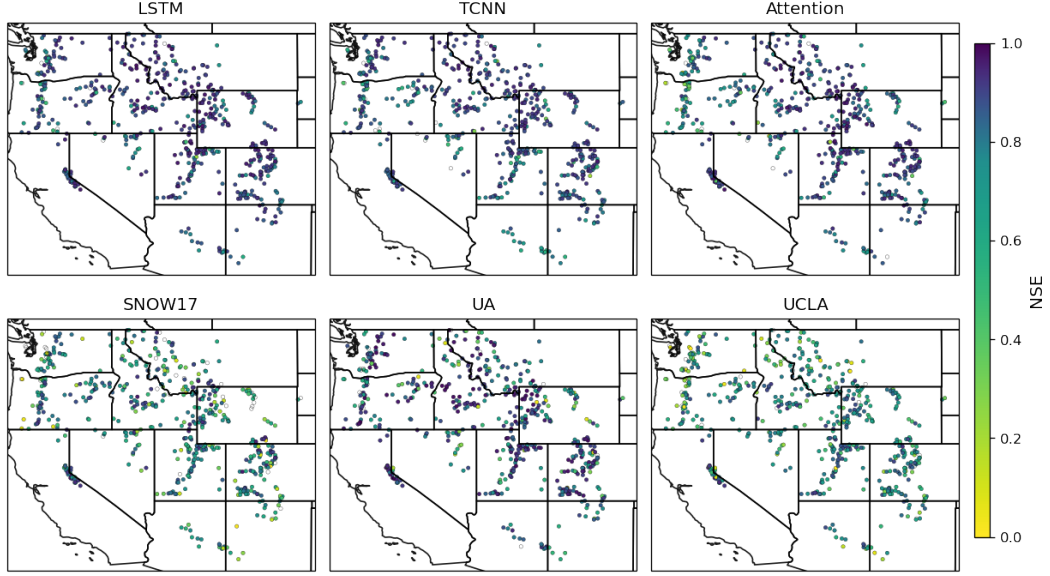 LSTM
TCNN
Attention
SNOW17
UA
UCLA
1.0
0.8
0.6
0.4
0.2
0.0
NSE